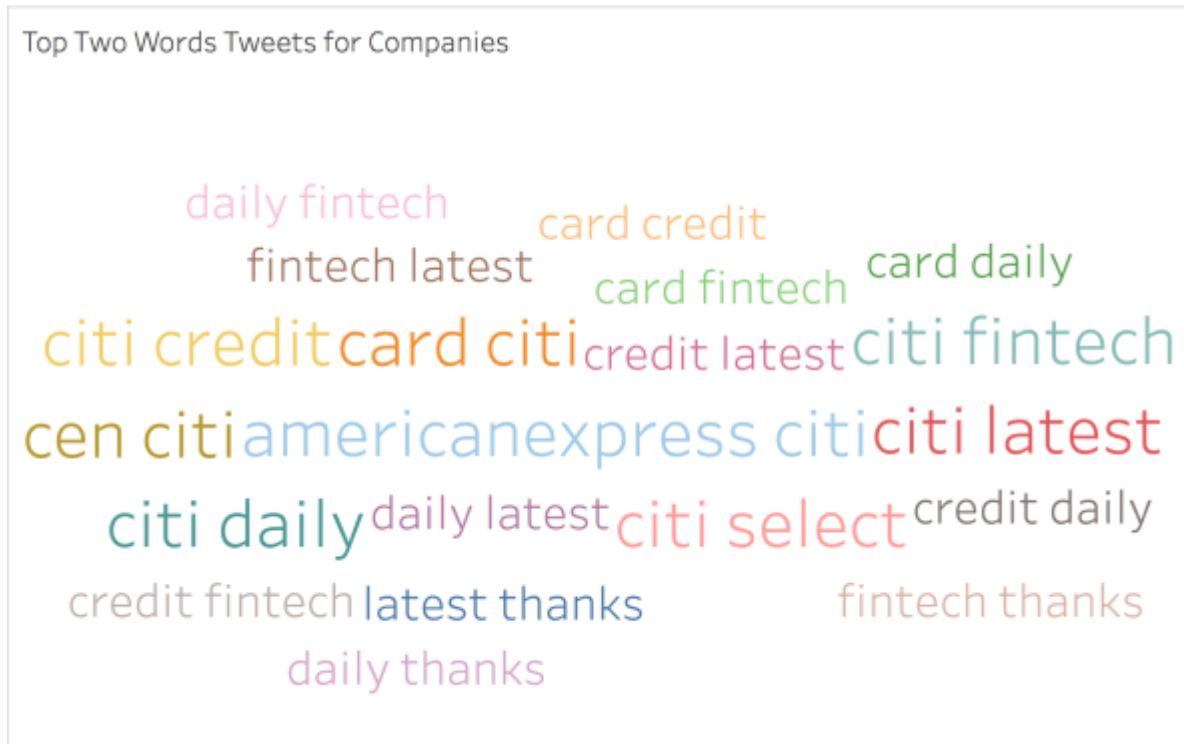 Top Two Words Tweets for Companies
daily fintech
card credit
fintech latest
card fintech
card daily
citi credit
card citi
credit latest
citi fintech
cen citi
americanexpress citi
citi latest
citi daily
daily latest
citi select
credit daily
credit fintech
latest thanks
fintech thanks
daily thanks